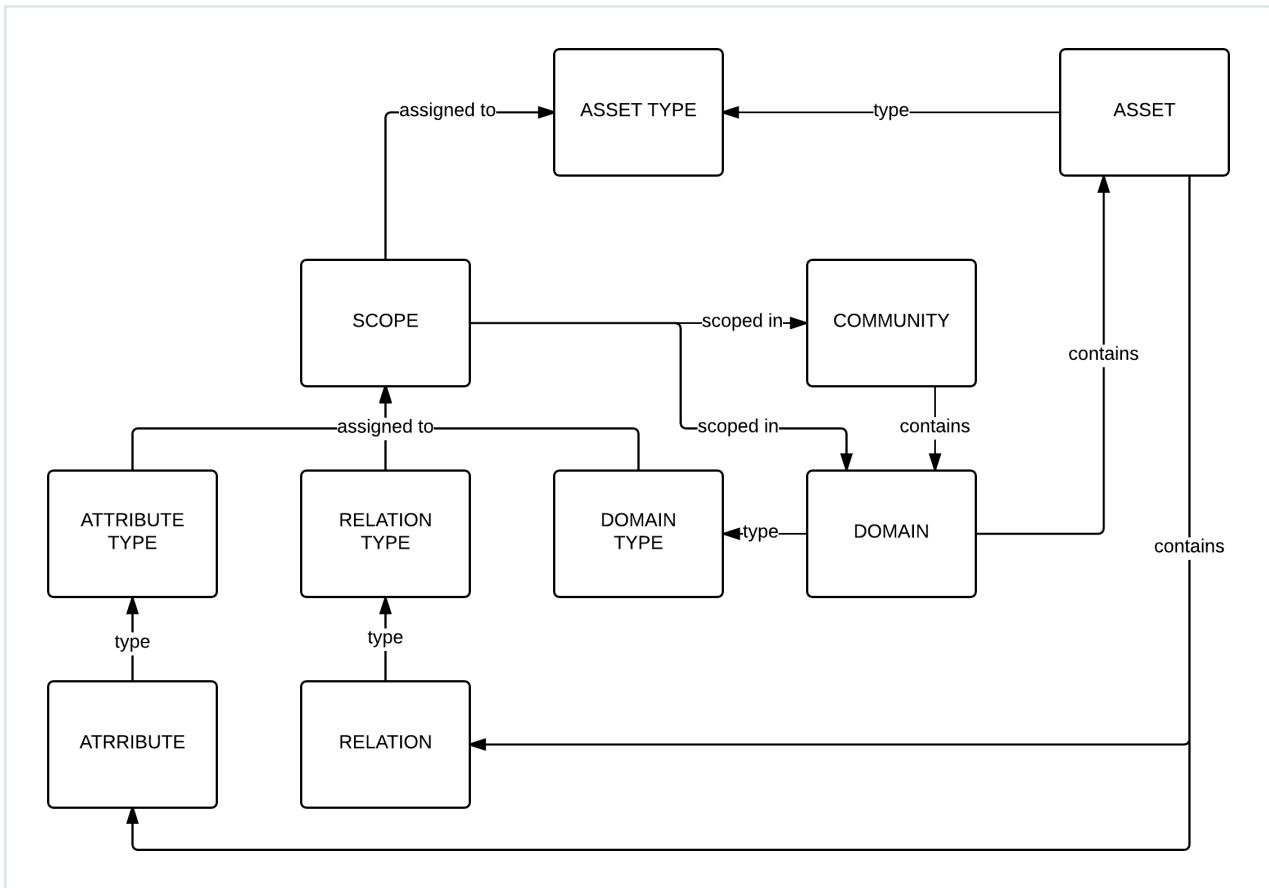 assigned to
ASSET TYPE
type
ASSET
SCOPE
scoped in
COMMUNITY
contains
assigned to
scoped in
contains
ATTRIBUTE
TYPE
RELATION
TYPE
DOMAIN
TYPE
type
DOMAIN
contains
type
type
ATRRIBUTE
RELATION